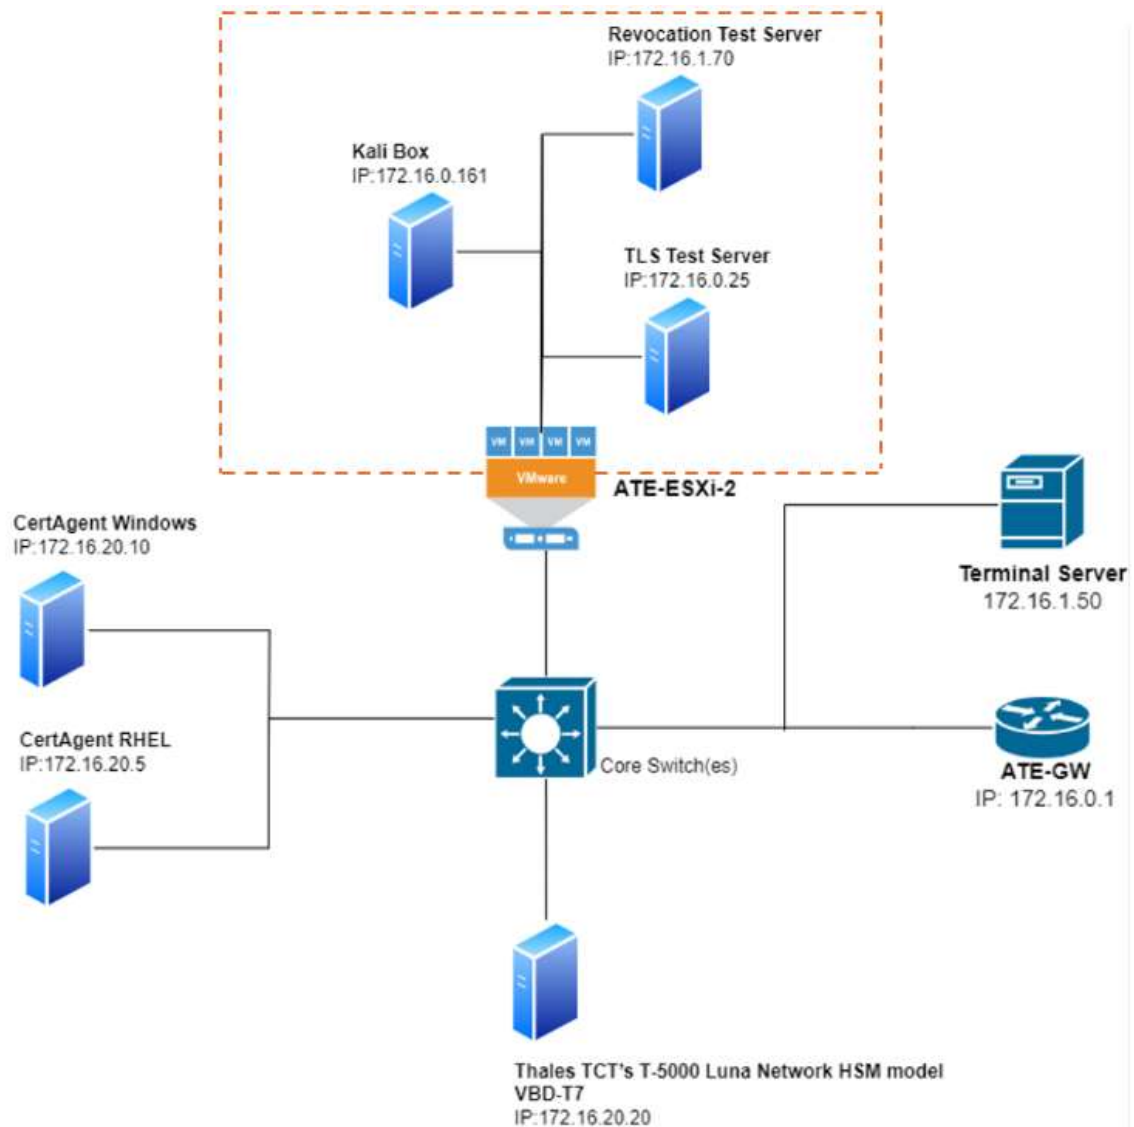 Revocation Test Server
IP:172.16.1.70
Kali Box
IP:172.16.0.161
TLS Test Server
IP:172.16.0.25
VM VM VM VM
VMware
ATE-ESXi-2
CertAgent Windows
IP:172.16.20.10
Terminal Server
172.16.1.50
CertAgent RHEL
IP:172.16.20.5
Core Switch(es)
ATE-GW
IP: 172.16.0.1
Thales TCT's T-5000 Luna Network HSM model
VBD-T7
IP:172.16.20.20